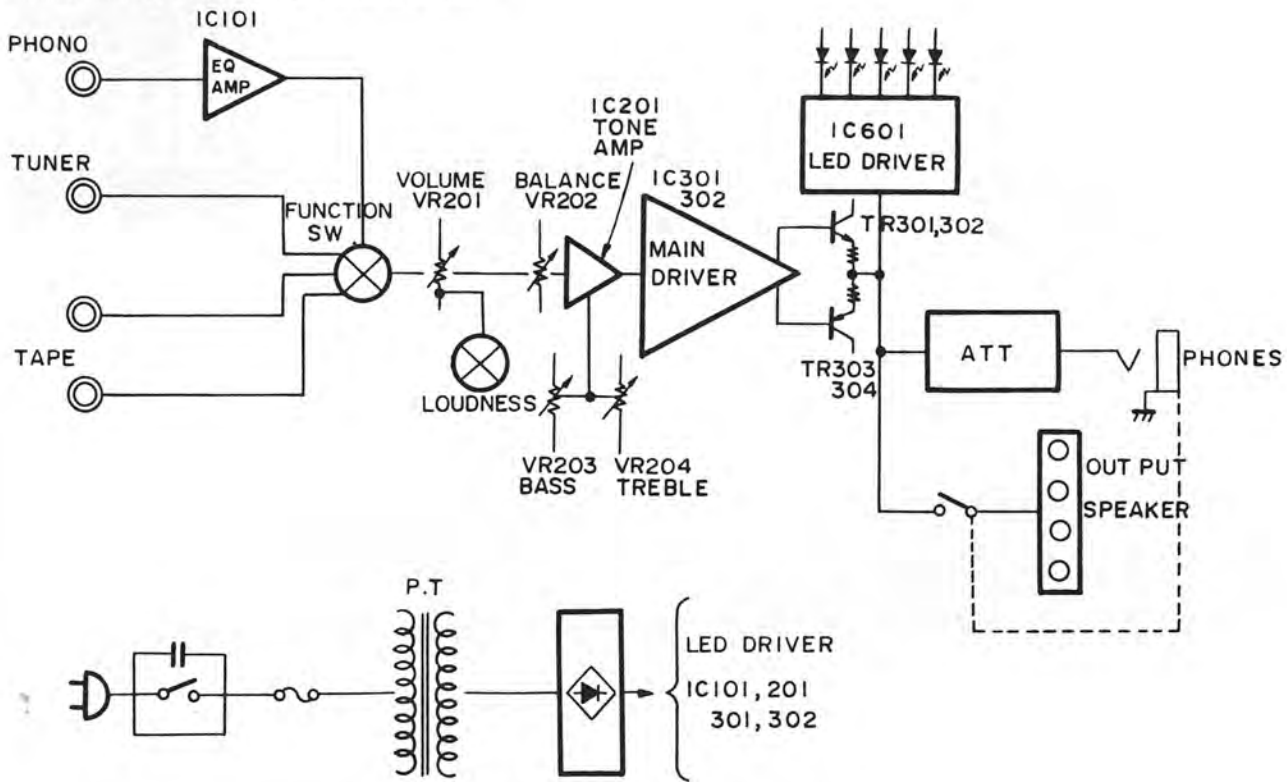 IC101
PHONO
EQ
AMP
TUNER
FUNCTION
SW
TAPE
VOLUME
VR201
LOUDNESS
BALANCE
VR202
IC201
TONE
AMP
VR203
BASS
VR204
TREBLE
IC301
302
MAIN
DRIVER
IC601
LED DRIVER
TR301,302
TR303
304
ATT
PHONES
OUT PUT
SPEAKER
P.T
LED DRIVER
IC101, 201
301, 302